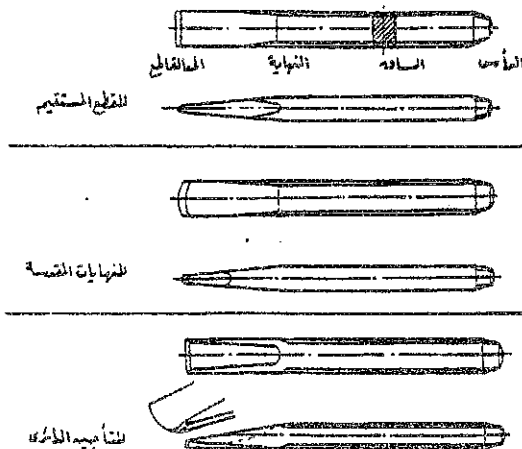 الرأس الساق النهاية الحد القاطع
للقطع المستقيم
للنهايات المقوسة